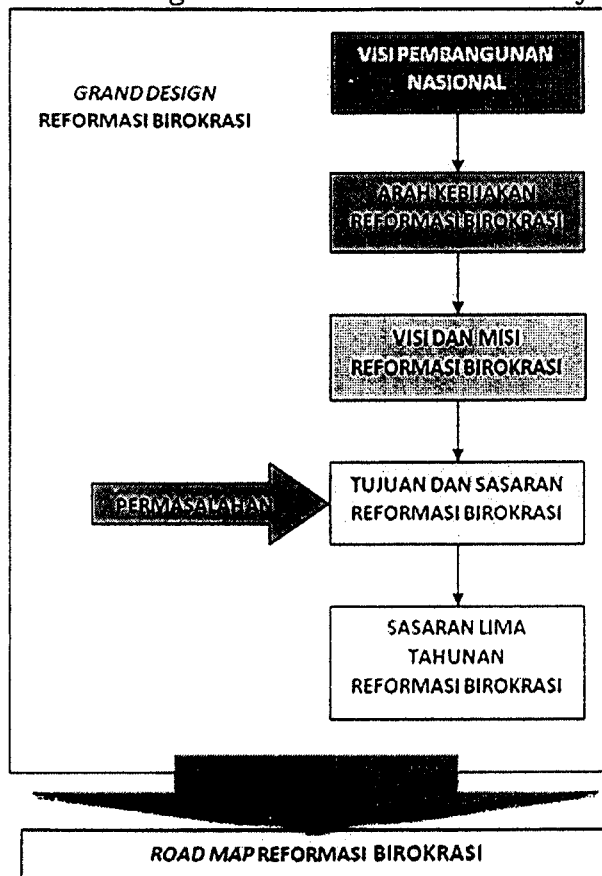 GRAND DESIGN
REFORMASI BIROKRASI
VISI PEMBANGUNAN
NASIONAL
ARAH KEBIJAKAN
REFORMASI BIROKRASI
VISI DAN MISI
REFORMASI BIROKRASI
PERMASALAHAN
TUJUAN DAN SASARAN
REFORMASI BIROKRASI
SASARAN LIMA
TAHUNAN
REFORMASI BIROKRASI
ROAD MAP REFORMASI BIROKRASI